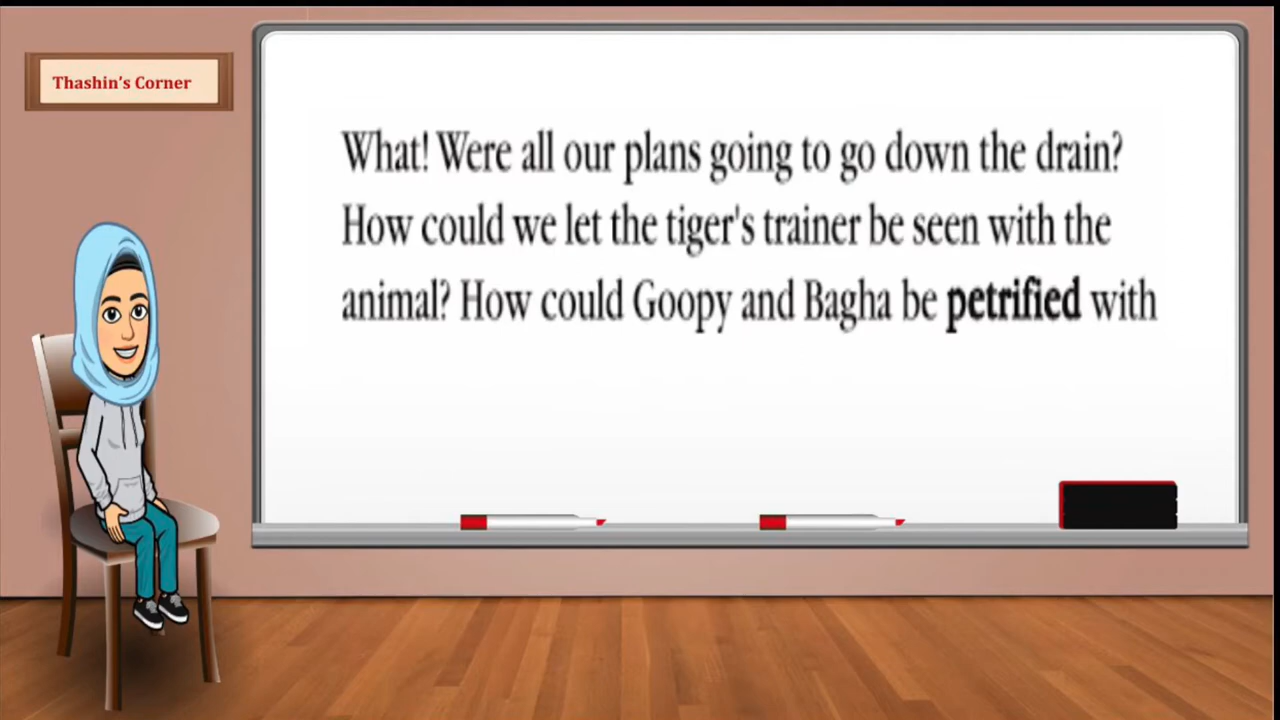 Thashin's Corner
What! Were all our plans going to go down the drain?
How could we let the tiger's trainer be seen with the
animal? How could Goopy and Bagha be petrified with